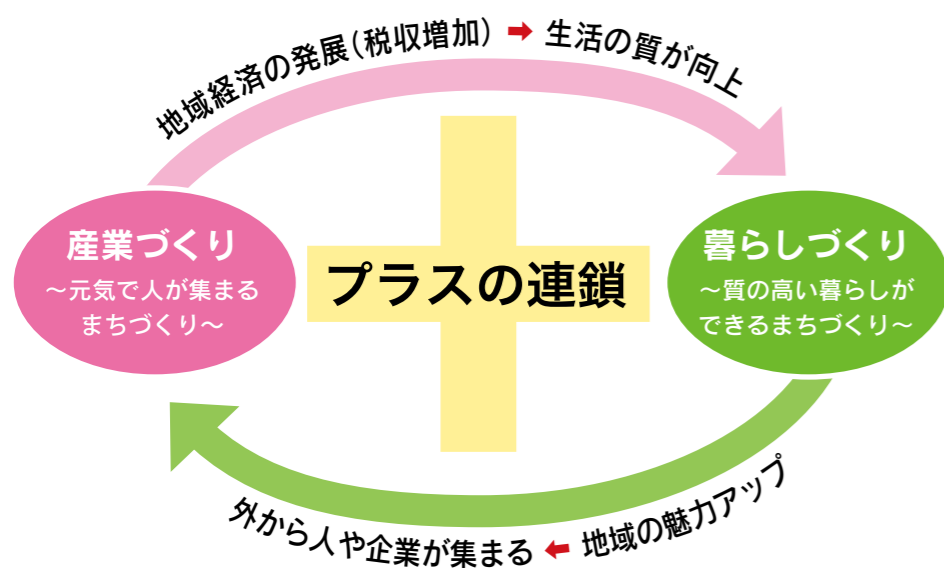 地域経済の発展(税収増加) ➡ 生活の質が向上
産業づくり
～元気で人が集まる
まちづくり～
プラスの連鎖
暮らしづくり
～質の高い暮らしが
できるまちづくり～
外から人や企業が集まる ⬅ 地域の魅力アップ